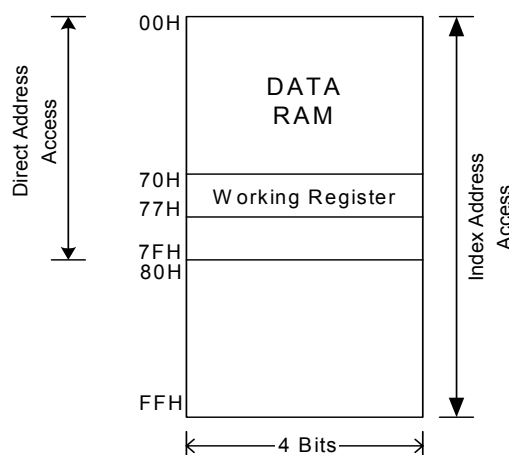 00H
DATA
RAM
70H
Working Register
77H
7FH
80H
FFH
4 Bits
Direct Address
Access
Index Address
Access